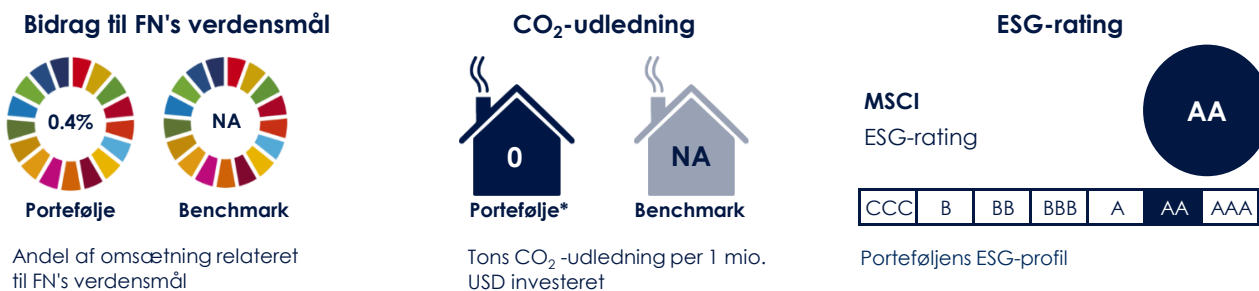 Bidrag til FN's verdensmål
0.4%
NA
Portefølje
Benchmark
Andel af omsætning relateret
til FN's verdensmål
CO₂-udledning
0
NA
Portefølje*
Benchmark
Tons CO₂ -udledning per 1 mio.
USD investeret
ESG-rating
MSCI
ESG-rating
AA
CCC B BB BBB A AA AAA
Porteføljens ESG-profil